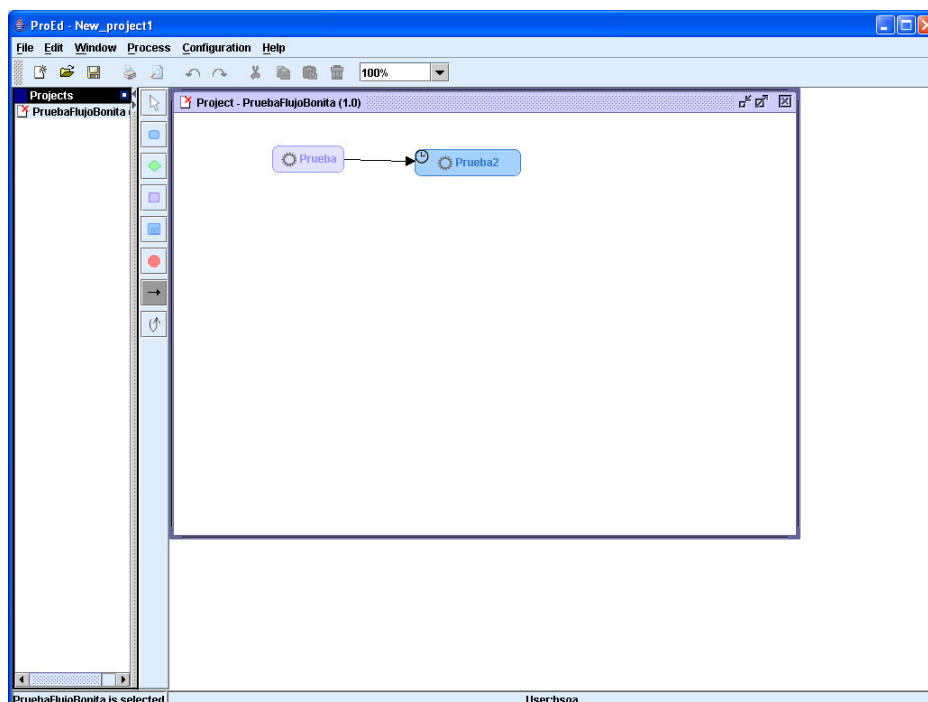 ProEd - New_project1
File Edit Window Process Configuration Help
100%
Projects
PruebaFlujoBonita (
Project - PruebaFlujoBonita (1.0)
Prueba
Prueba2
PruebaFlujoBonita is selected
User:bsoa